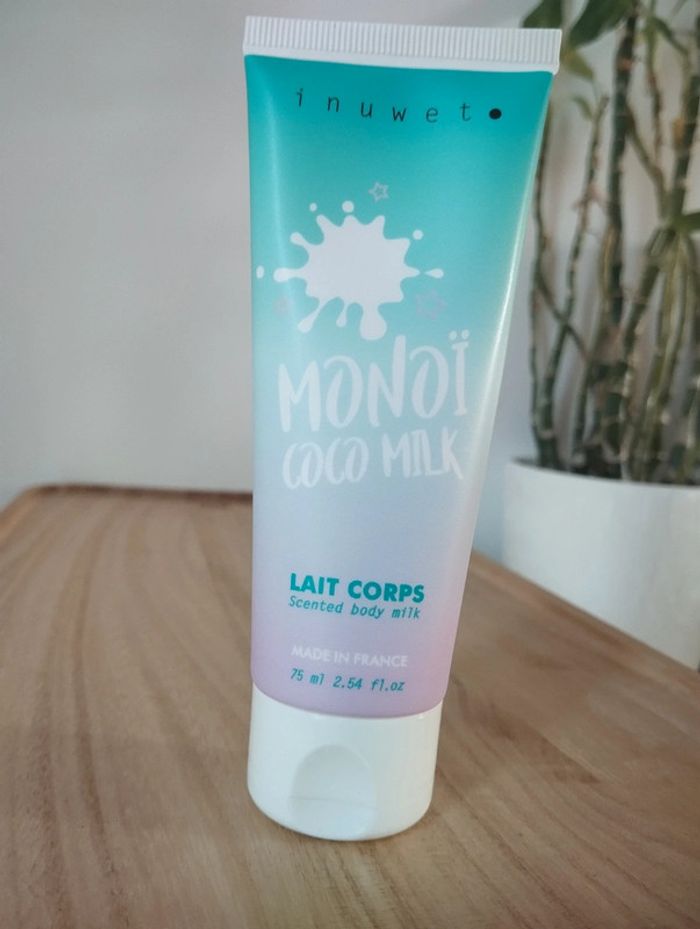 inuwet
MONOÏ
COCO MILK
LAIT CORPS
Scented body milk
MADE IN FRANCE
75 ml 2.54 fl.oz